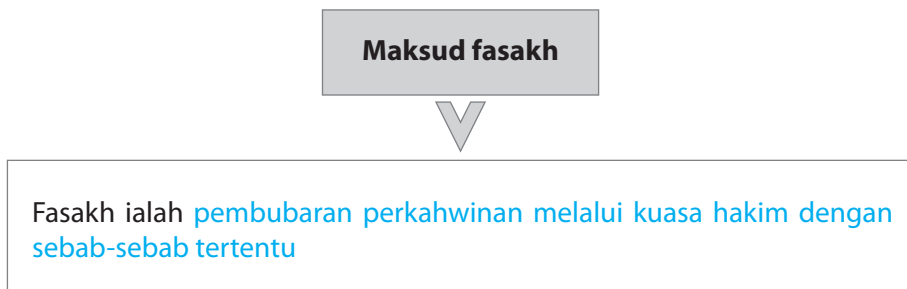 Maksud fasakh
Fasakh ialah pembubaran perkahwinan melalui kuasa hakim dengan
sebab-sebab tertentu